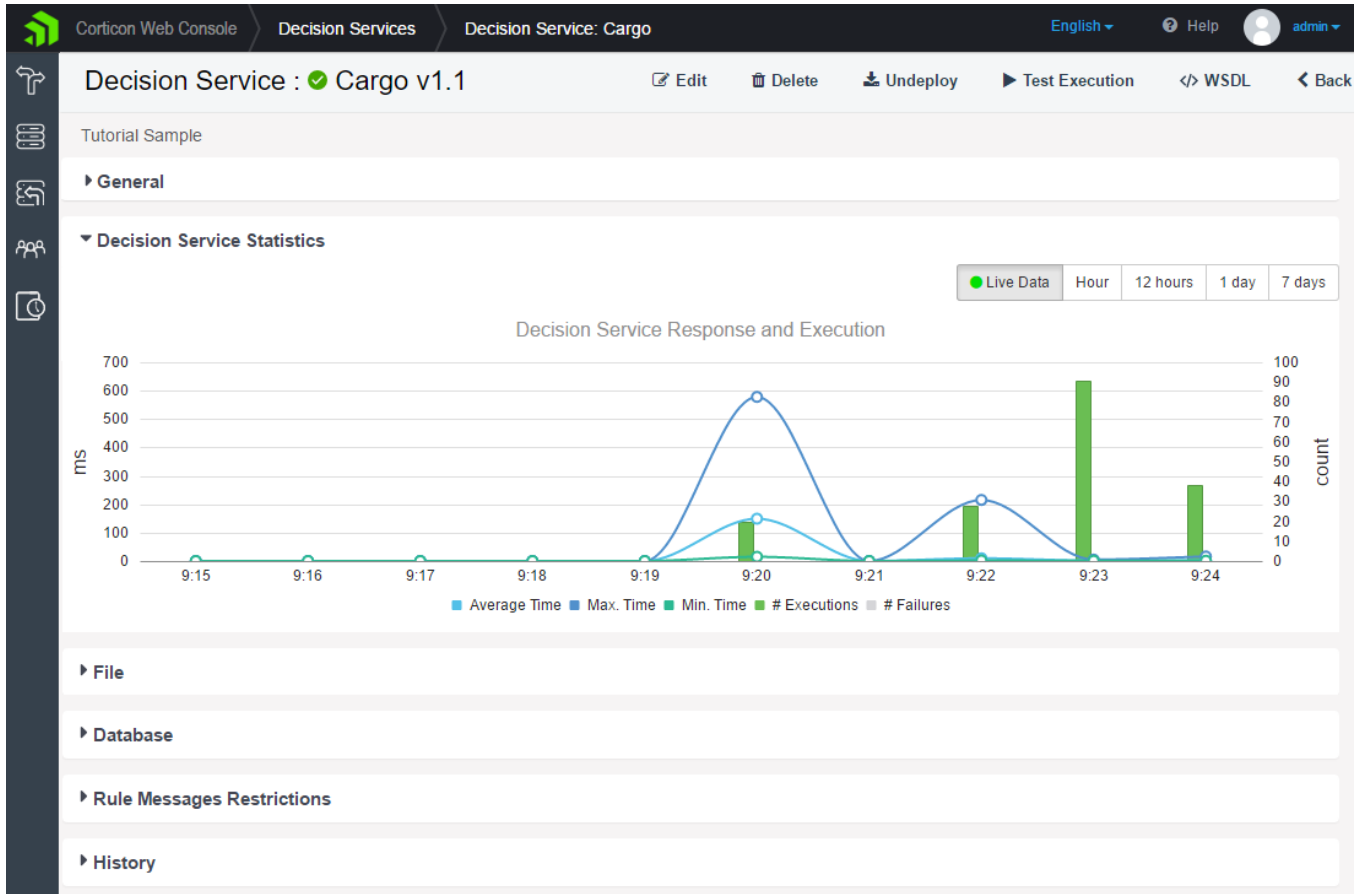 Corticon Web Console Decision Services Decision Service: Cargo English Help admin
Decision Service : Cargo v1.1 Edit Delete Undeploy Test Execution </> WSDL Back
Tutorial Sample
General
Decision Service Statistics
Live Data Hour 12 hours 1 day 7 days
Decision Service Response and Execution
700 100
600 90
80
500 70
400 60
ms 300 50 count
40
200 30
100 20
10
0 0
9:15 9:16 9:17 9:18 9:19 9:20 9:21 9:22 9:23 9:24
Average Time Max. Time Min. Time # Executions # Failures
File
Database
Rule Messages Restrictions
History